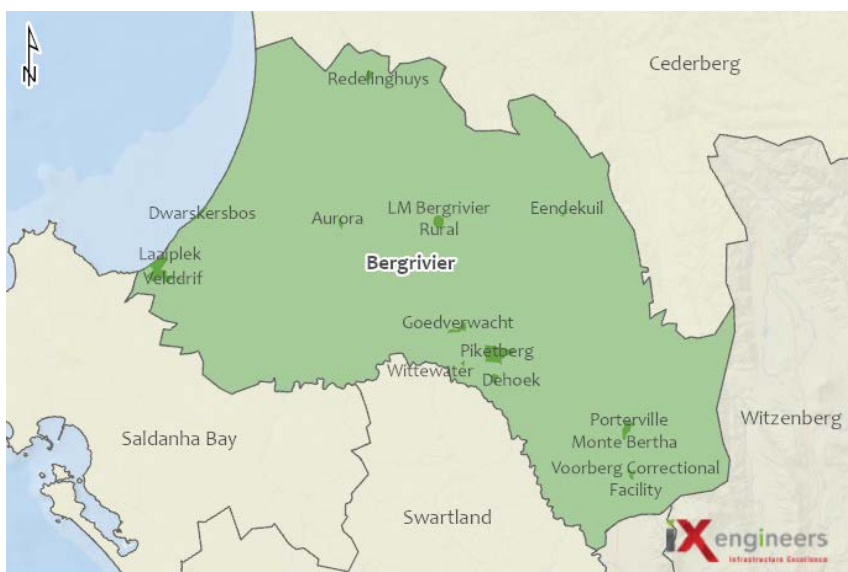 N
Cederberg
Redelinghuys
Dwarskersbos
Aurora
LM Bergrivier
Rural
Eendekuil
Laaiplek
Velddrif
Bergrivier
Goedverwacht
Piketberg
Wittewater
Dehoek
Porterville
Monte Bertha
Witzenberg
Saldanha Bay
Voorberg Correctional
Facility
Swartland
iX engineers
Infrastructure Excellence